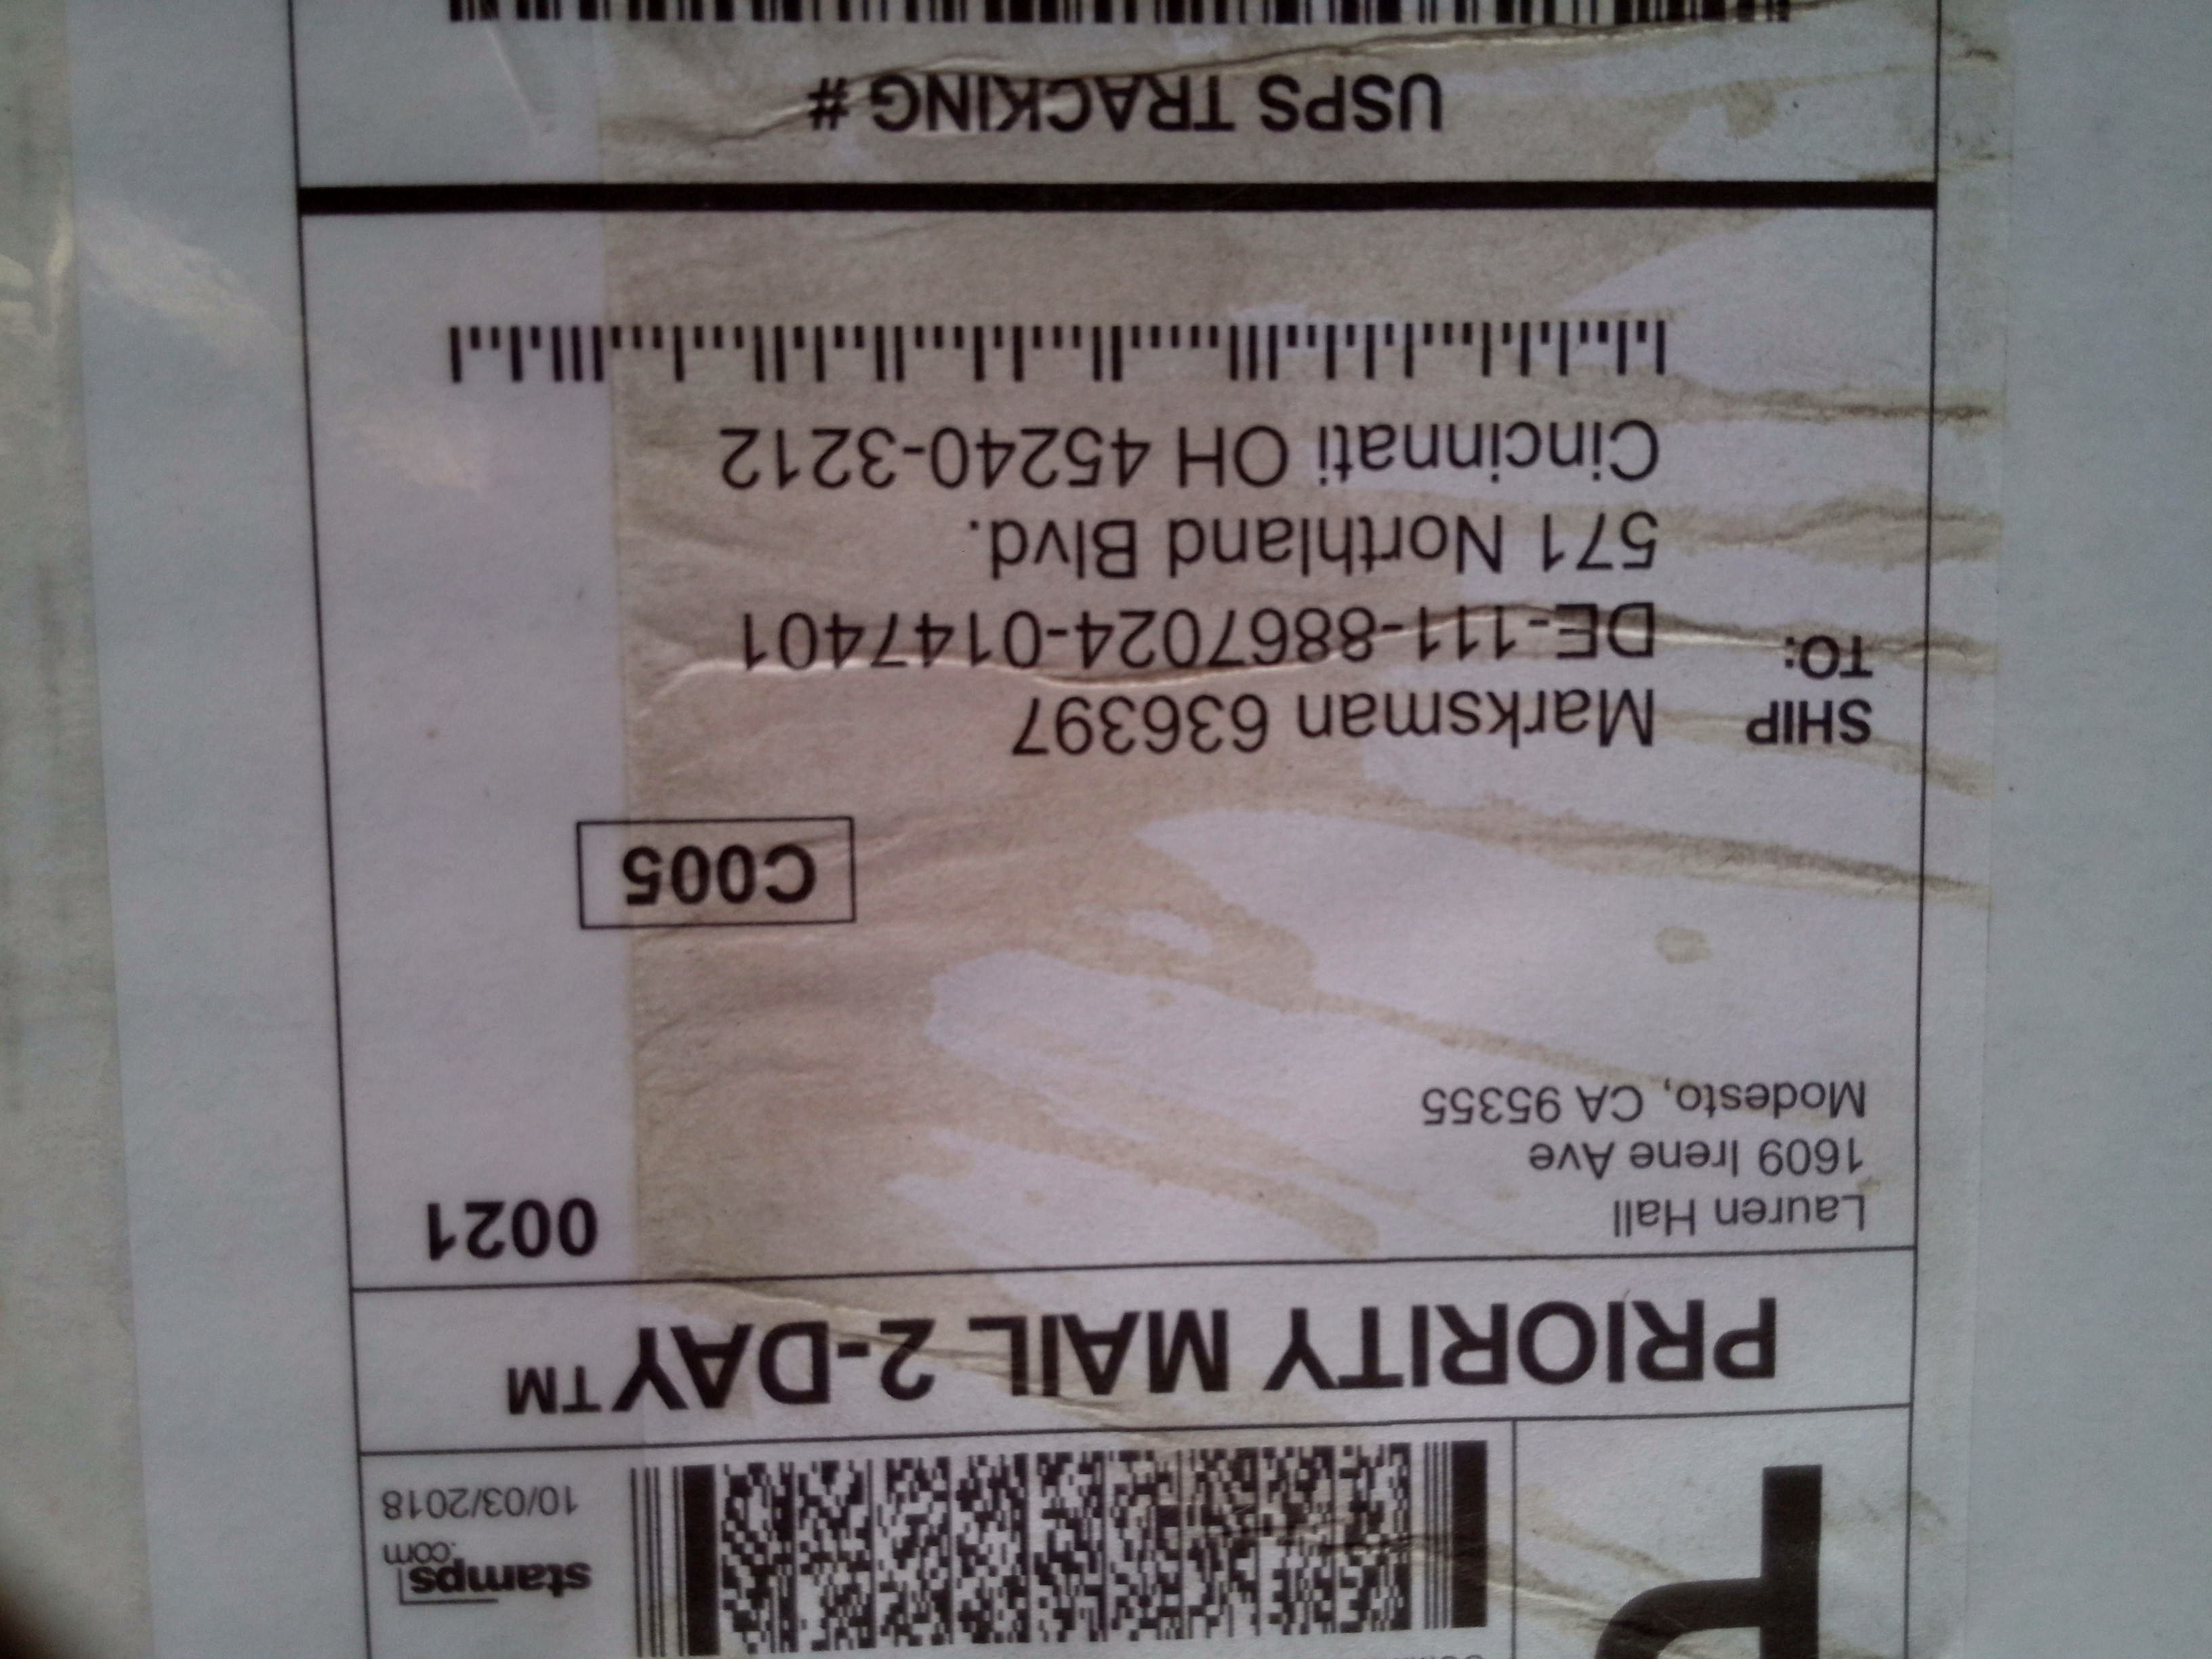 stamps
.com
10/03/2018
PRIORITY MAIL 2-DAY™
Lauren Hall
1609 Irene Ave
Modesto, CA 95355
0021
C005
SHIP
TO:
Marksman 636397
DE-111-8867024-01477401
571 Northland Blvd.
Cincinnati OH 45240-3212
USPS TRACKING #